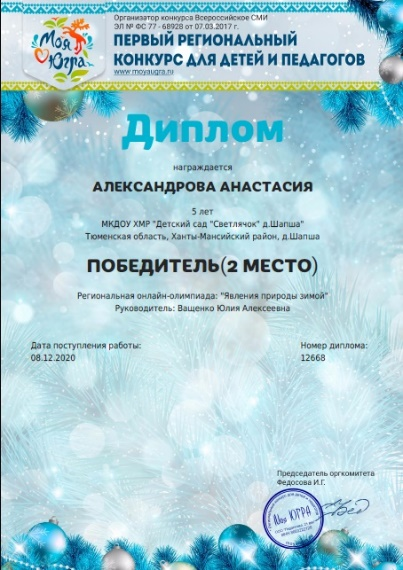 Моя
Югра
Организатор конкурса Всероссийское СМИ
ЭЛ № ФС 77 - 68928 от 07.03.2017 г.
ПЕРВЫЙ РЕГИОНАЛЬНЫЙ
КОНКУРС ДЛЯ ДЕТЕЙ И ПЕДАГОГОВ
www.moyaugra.ru
Диплом
награждается
АЛЕКСАНДРОВА АНАСТАСИЯ
5 лет
МКДОУ ХМР "Детский сад "Светлячок" д.Шапша"
Тюменская область, Ханты-Мансийский район, д.Шапша
ПОБЕДИТЕЛЬ(2 МЕСТО)
Региональная онлайн-олимпиада: "Явления природы зимой"
Руководитель: Ващенко Юлия Алексеевна
Дата поступления работы:
08.12.2020
Номер диплома:
12668
Председатель оргкомитета
Федосова И.Г.
Моя ЮГРА